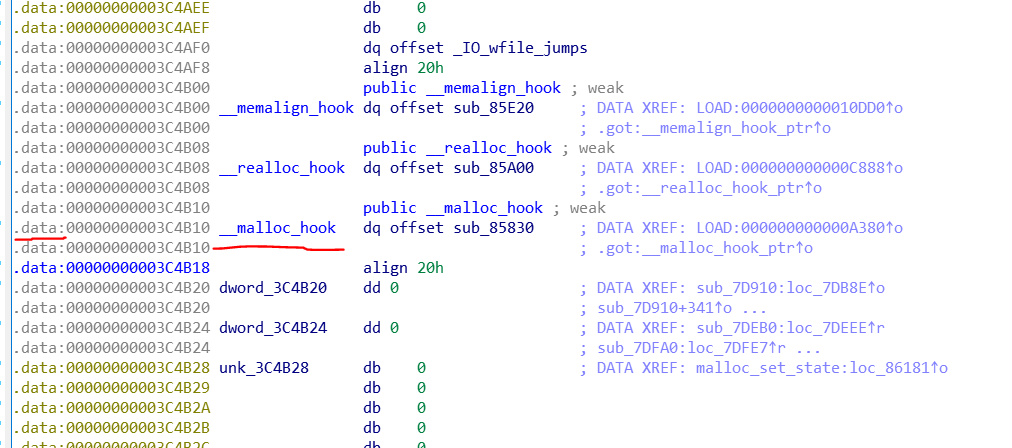 .data:00000000003C4AEE db 0
.data:00000000003C4AEF db 0
.data:00000000003C4AF0 dq offset _IO_wfile_jumps
.data:00000000003C4AF8 align 20h
.data:00000000003C4B00 public __memalign_hook ; weak
.data:00000000003C4B00 __memalign_hook dq offset sub_85E20 ; DATA XREF: LOAD:0000000000010DD0↑o
.data:00000000003C4B00 ; .got:__memalign_hook_ptr↑o
.data:00000000003C4B08 public __realloc_hook ; weak
.data:00000000003C4B08 __realloc_hook dq offset sub_85A00 ; DATA XREF: LOAD:000000000000C888↑o
.data:00000000003C4B08 ; .got:__realloc_hook_ptr↑o
.data:00000000003C4B10 public __malloc_hook ; weak
.data:00000000003C4B10 __malloc_hook dq offset sub_85830 ; DATA XREF: LOAD:000000000000A380↑o
.data:00000000003C4B10 ; .got:__malloc_hook_ptr↑o
.data:00000000003C4B18 align 20h
.data:00000000003C4B20 dword_3C4B20 dd 0 ; DATA XREF: sub_7D910:loc_7DB8E↑o
.data:00000000003C4B20 ; sub_7D910+341↑o ...
.data:00000000003C4B24 dword_3C4B24 dd 0 ; DATA XREF: sub_7DEB0:loc_7DEEE↑r
.data:00000000003C4B24 ; sub_7DFA0:loc_7DFE7↑r ...
.data:00000000003C4B28 unk_3C4B28 db 0 ; DATA XREF: malloc_set_state:loc_86181↑o
.data:00000000003C4B29 db 0
.data:00000000003C4B2A db 0
.data:00000000003C4B2B db 0
.data:00000000003C4B2C db 0